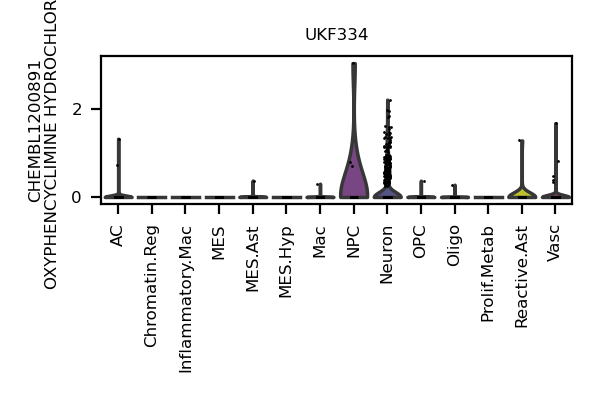 UKF334
CHEMBL1200891
OXYPHENCYCLIMINE HYDROCHLOR
2
0
AC
Chromatin.Reg
Inflammatory.Mac
MES
MES.Ast
MES.Hyp
Mac
NPC
Neuron
OPC
Oligo
Prolif.Metab
Reactive.Ast
Vasc